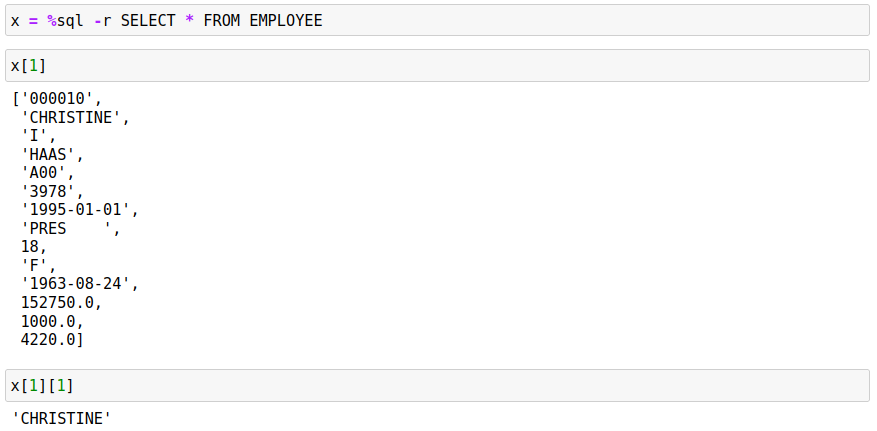 x = %sql -r SELECT * FROM EMPLOYEE
x[1]
['000010',
 'CHRISTINE',
 'I',
 'HAAS',
 'A00',
 '3978',
 '1995-01-01',
 'PRES    ',
 18,
 'F',
 '1963-08-24',
 152750.0,
 1000.0,
 4220.0]
x[1][1]
'CHRISTINE'